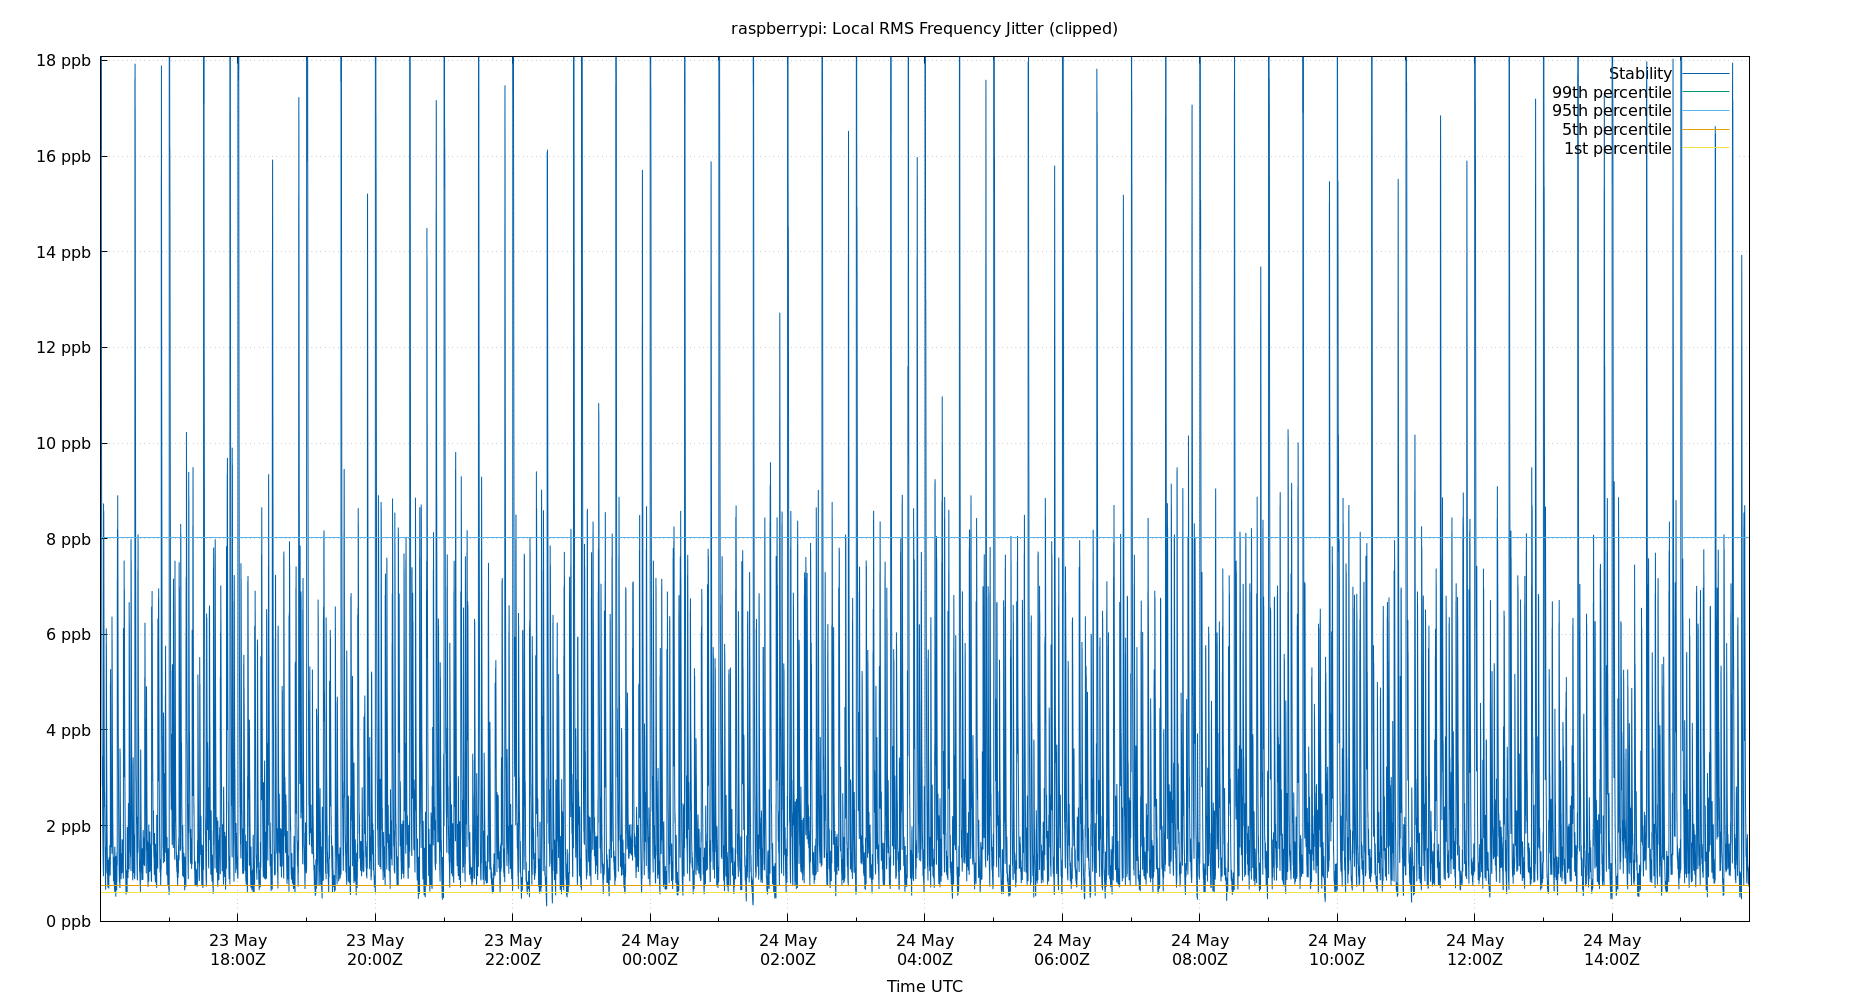 raspberrypi: Local RMS Frequency Jitter (clipped)
18 ppb
16 ppb
14 ppb
12 ppb
10 ppb
8 ppb
6 ppb
4 ppb
2 ppb
0 ppb
Stability
99th percentile
95th percentile
5th percentile
1st percentile
23 May 23 May 23 May 24 May 24 May 24 May 24 May 24 May 24 May 24 May 24 May
18:00Z 20:00Z 22:00Z 00:00Z 02:00Z 04:00Z 06:00Z 08:00Z 10:00Z 12:00Z 14:00Z
Time UTC